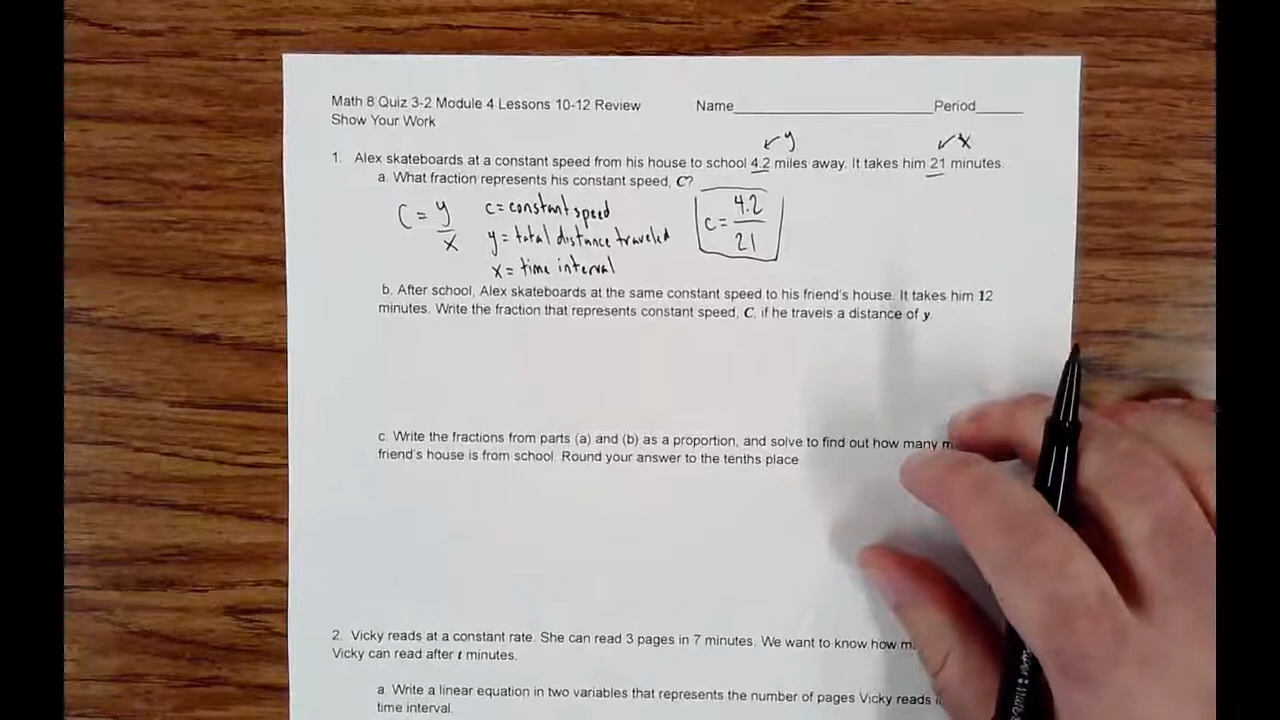 Math 8 Quiz 3-2 Module 4 Lessons 10-12 Review Name____ Period____
Show Your Work
↙y ↙x
1. Alex skateboards at a constant speed from his house to school 4.2 miles away. It takes him 21 minutes.
a. What fraction represents his constant speed, C?
C = y/x c = constant speed c = 4.2/21
y = total distance traveled
x = time interval
b. After school, Alex skateboards at the same constant speed to his friend's house. It takes him 12
minutes. Write the fraction that represents constant speed, C, if he travels a distance of y.
c. Write the fractions from parts (a) and (b) as a proportion, and solve to find out how many
friend's house is from school. Round your answer to the tenths place
2. Vicky reads at a constant rate. She can read 3 pages in 7 minutes. We want to know how
Vicky can read after t minutes.
a. Write a linear equation in two variables that represents the number of pages Vicky reads
time interval.